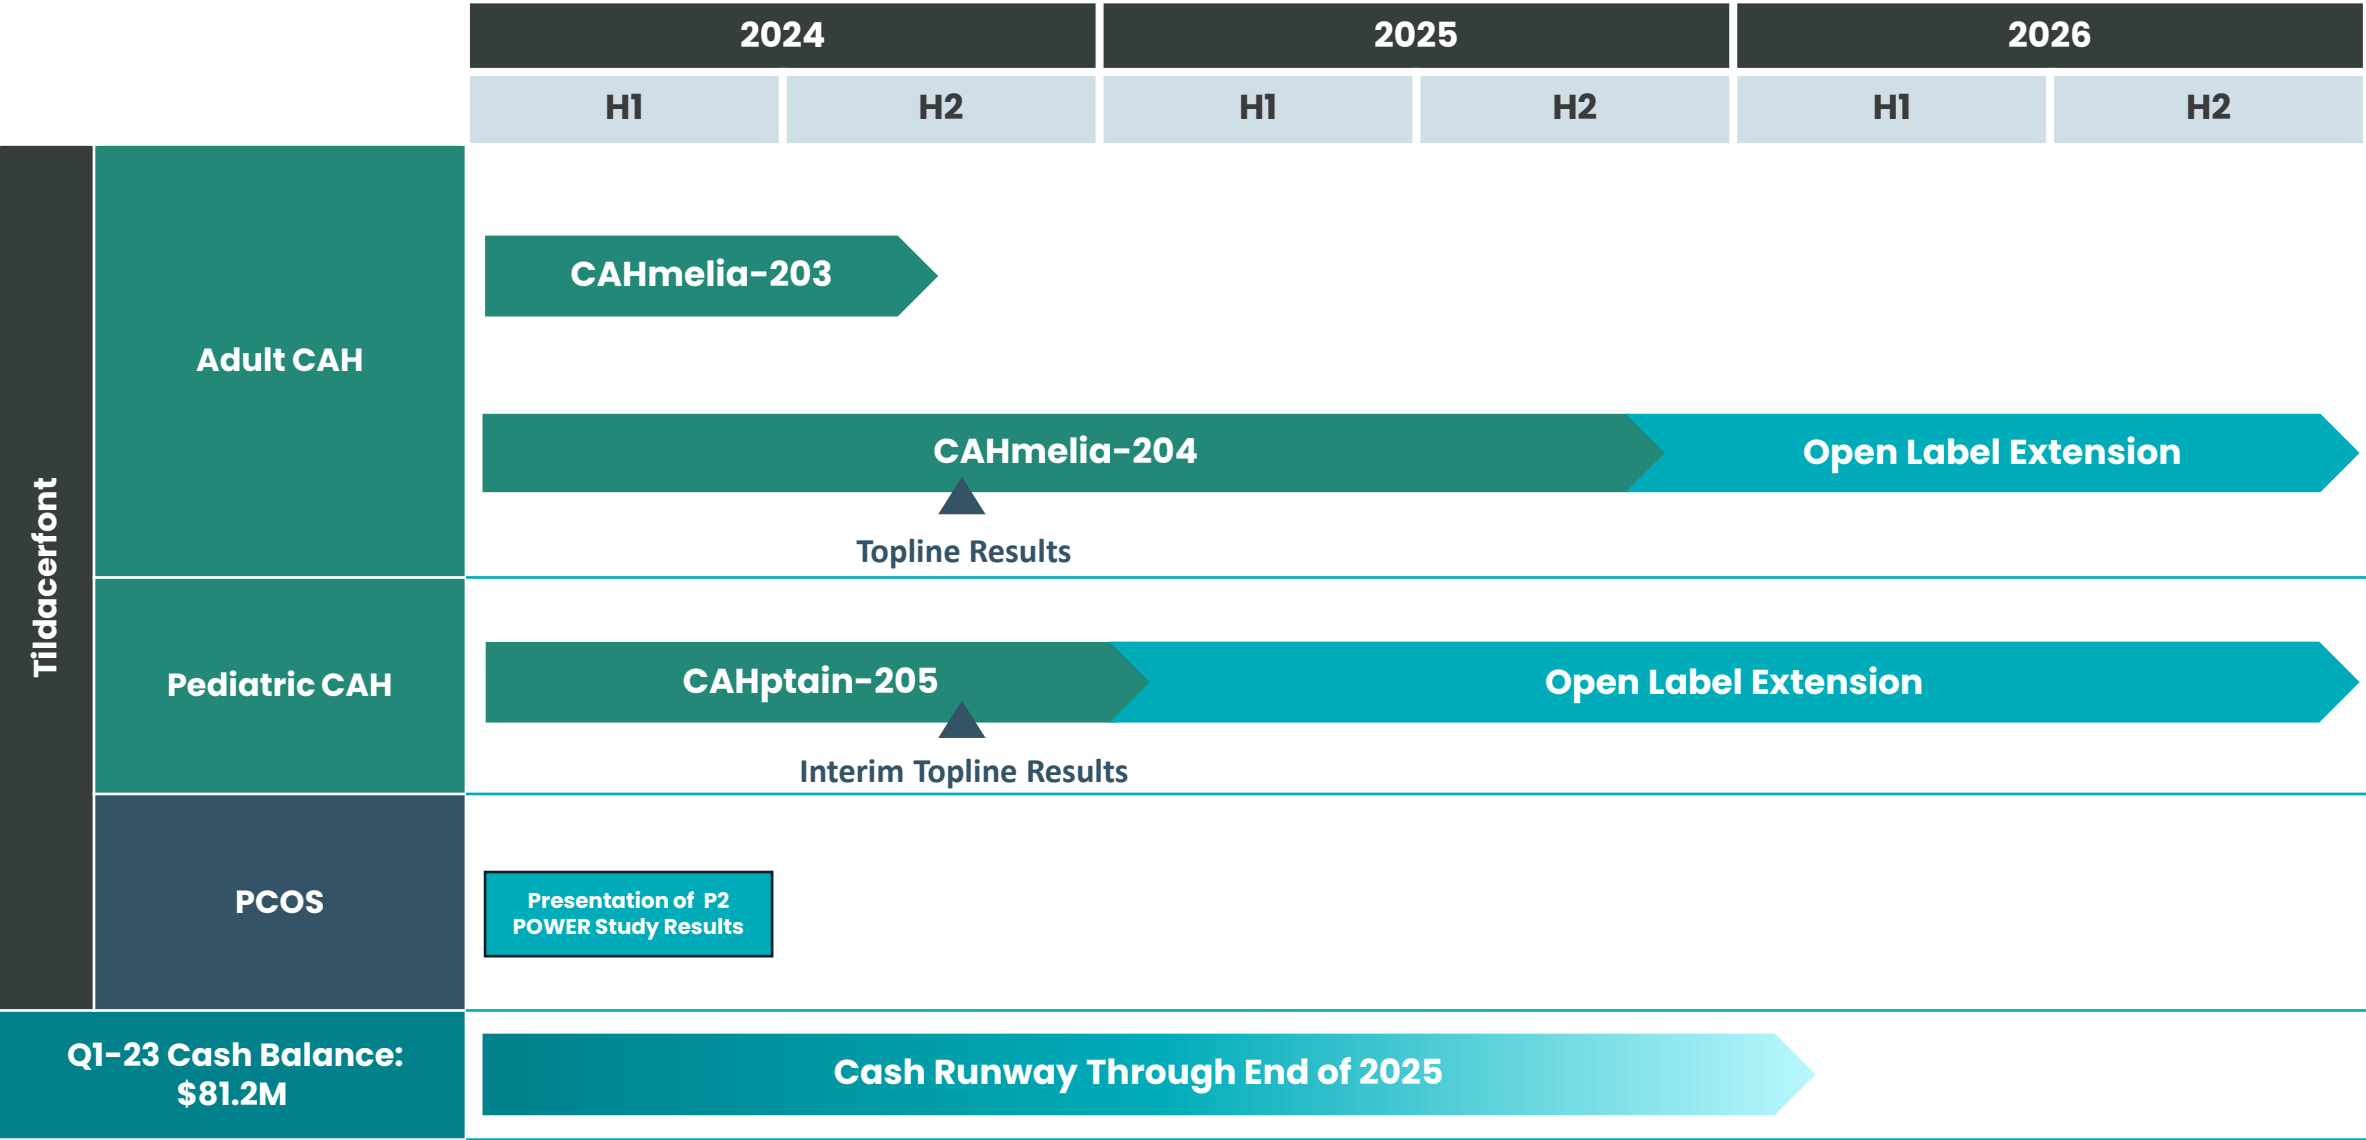 2024
2025
2026
H1
H2
H1
H2
H1
H2
Tildacerfont
Adult CAH
CAHmelia-203
CAHmelia-204
Open Label Extension
Topline Results
Pediatric CAH
CAHptain-205
Open Label Extension
Interim Topline Results
PCOS
Presentation of P2
POWER Study Results
Q1-23 Cash Balance:
$81.2M
Cash Runway Through End of 2025